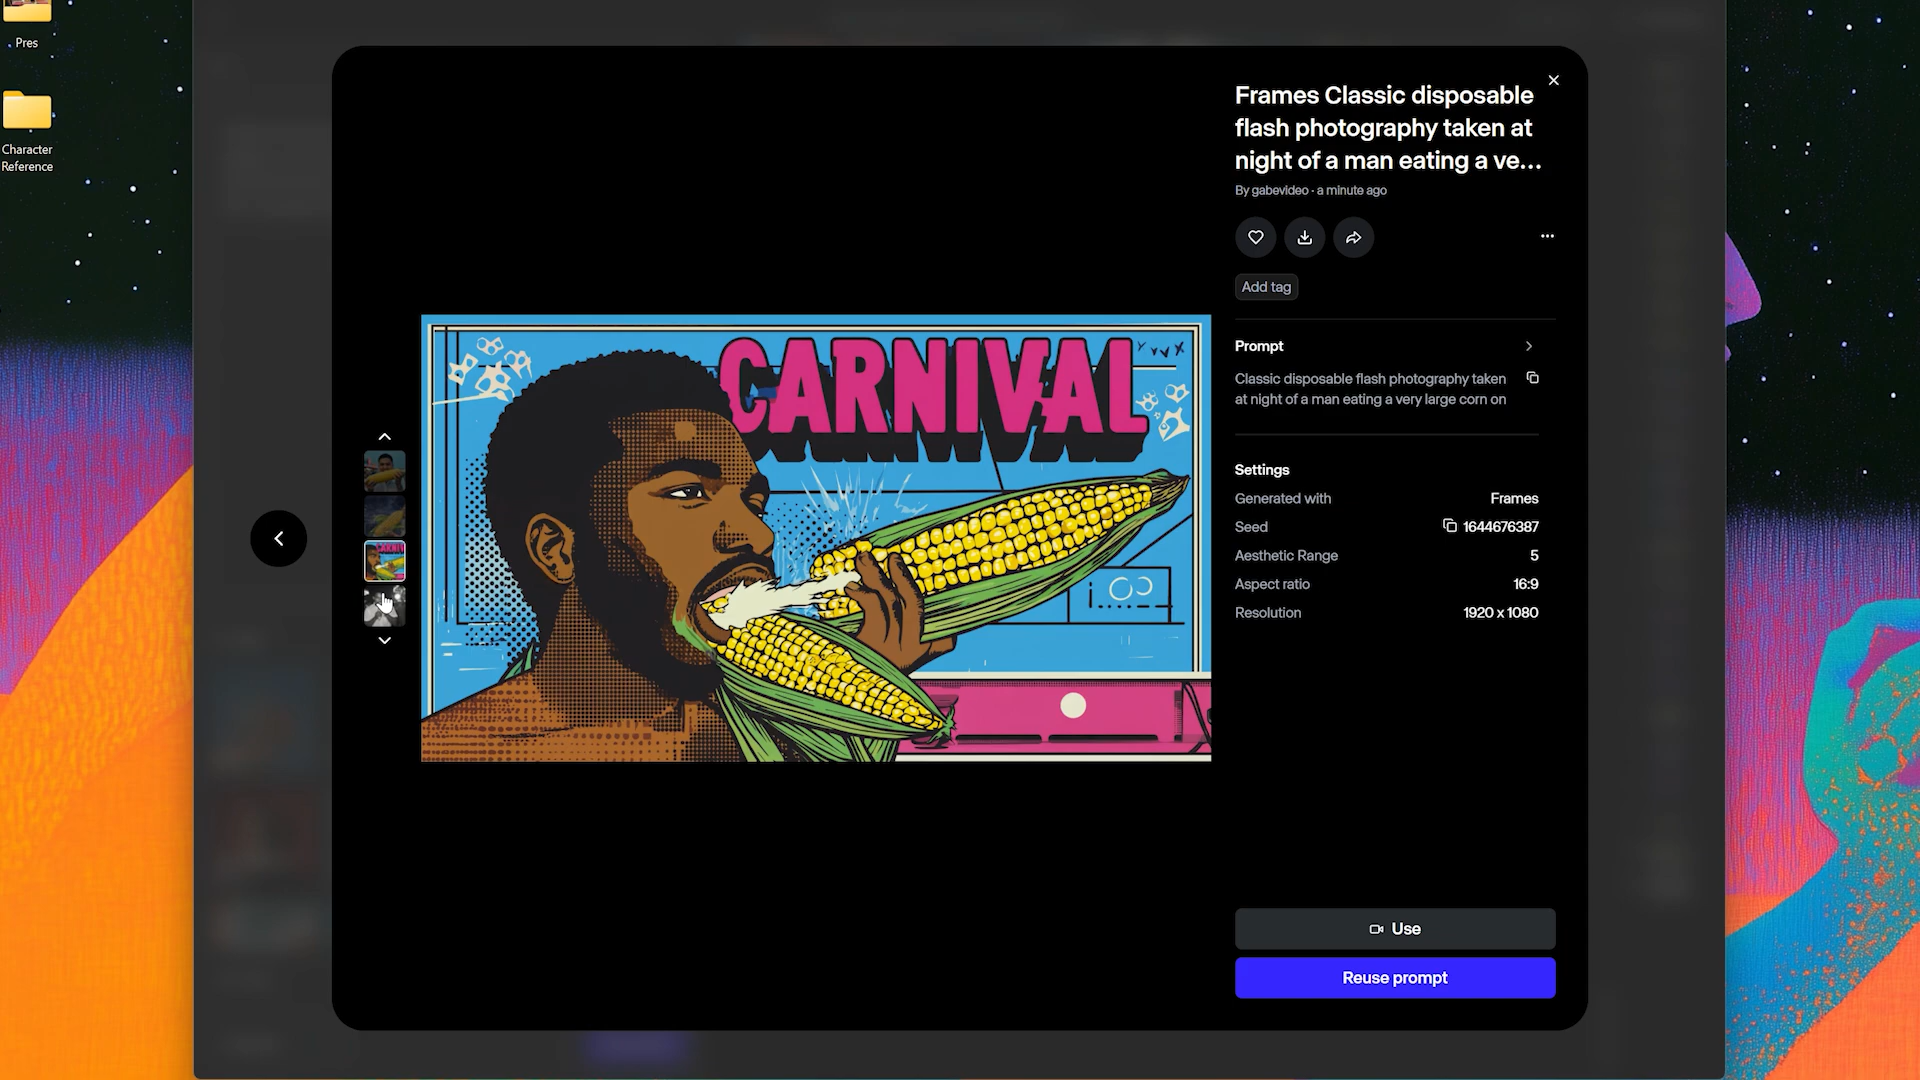 Pres
Character
Reference
Frames Classic disposable
flash photography taken at
night of a man eating a ve...
By gabevideo · a minute ago
Add tag
Prompt
Classic disposable flash photography taken
at night of a man eating a very large corn on
Settings
Generated with Frames
Seed 1644676387
Aesthetic Range 5
Aspect ratio 16:9
Resolution 1920 x 1080
Use
Reuse prompt
CARNIVAL